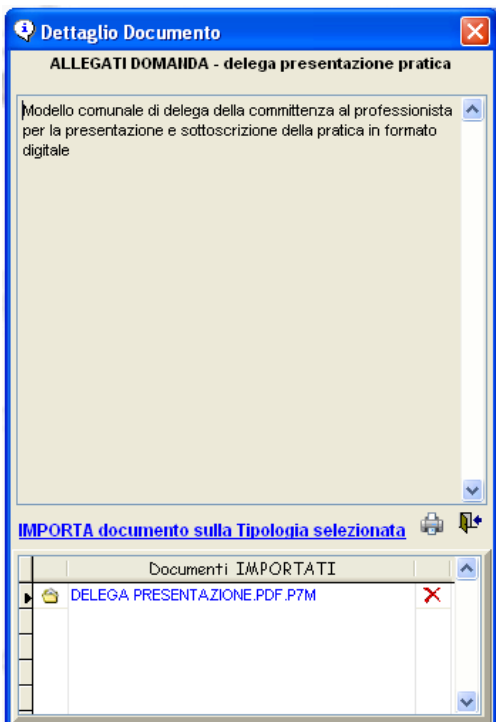 Dettaglio Documento
ALLEGATI DOMANDA - delega presentazione pratica
Modello comunale di delega della committenza al professionista
per la presentazione e sottoscrizione della pratica in formato
digitale
IMPORTA documento sulla Tipologia selezionata
Documenti IMPORTATI
DELEGA PRESENTAZIONE.PDF.P7M